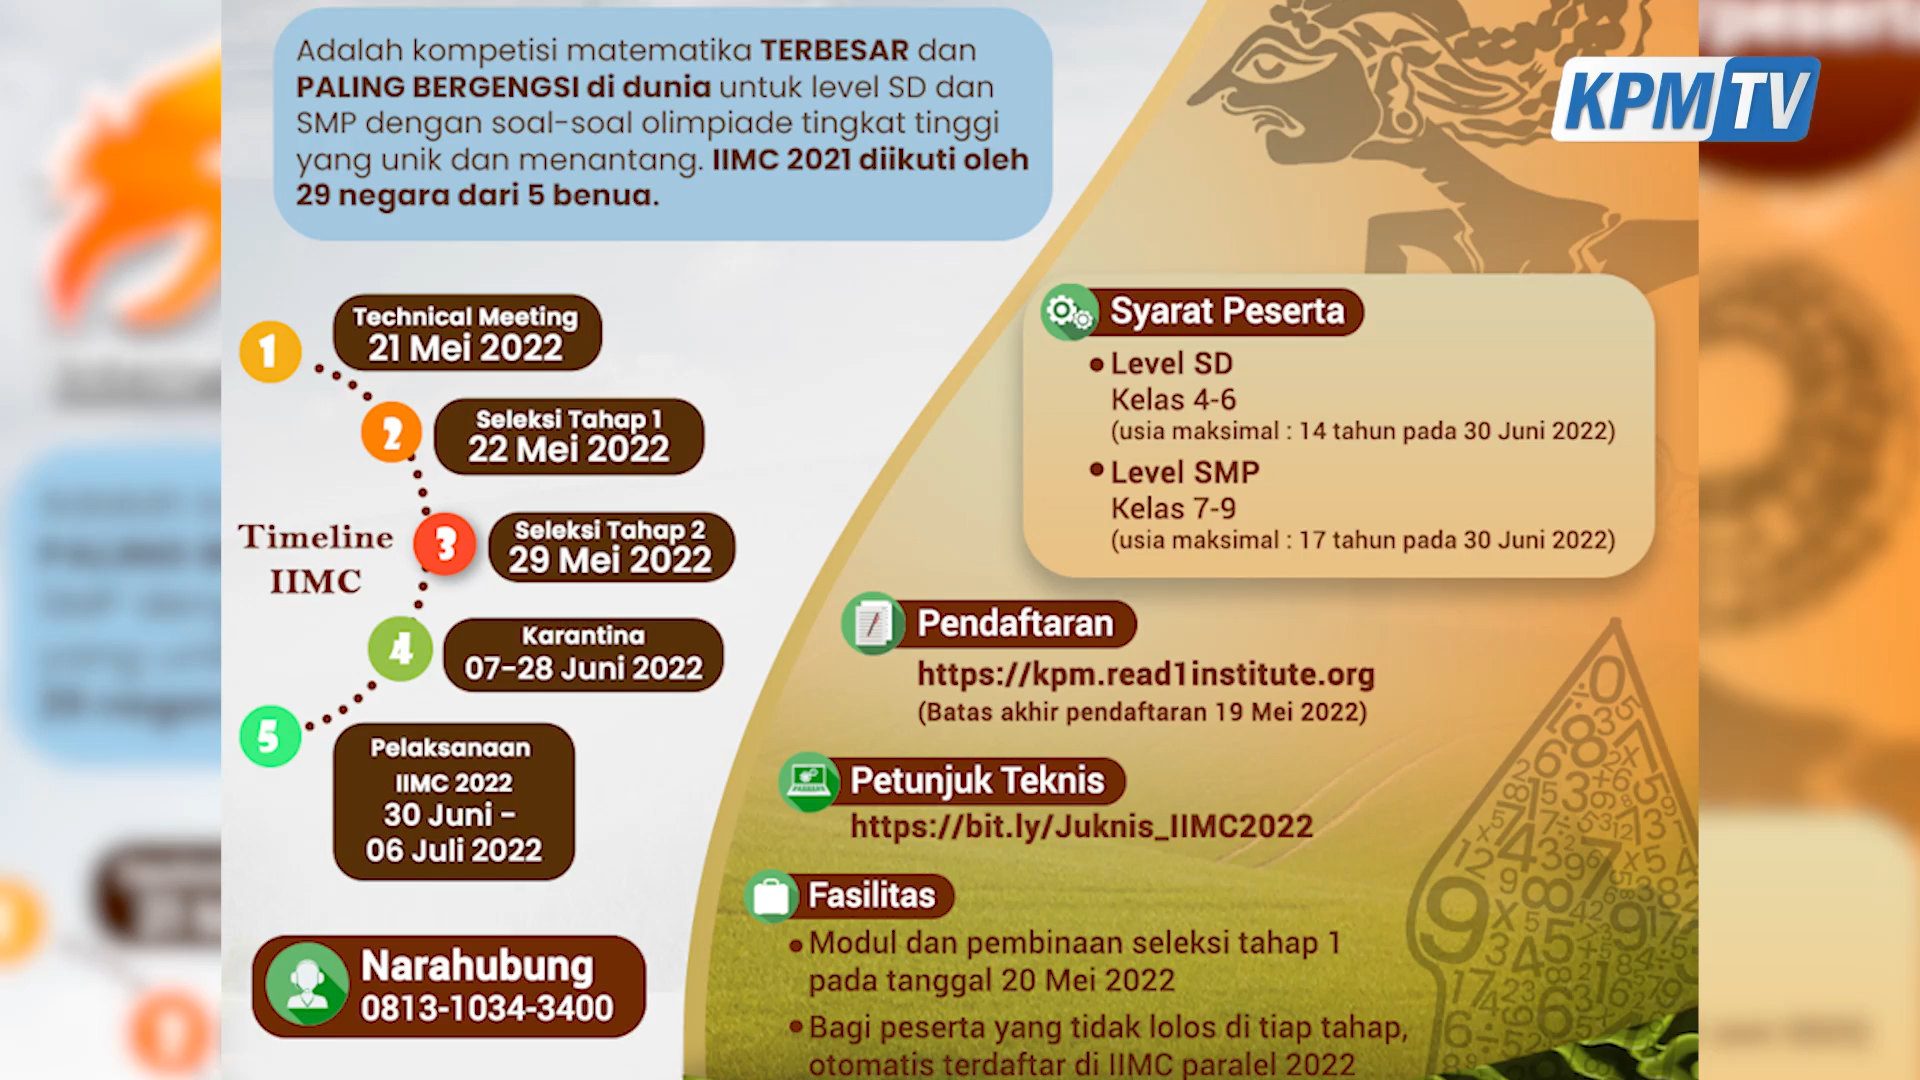 Adalah kompetisi matematika TERBESAR dan
PALING BERGENGSI di dunia untuk level SD dan
SMP dengan soal-soal olimpiade tingkat tinggi
yang unik dan menantang. IIMC 2021 diikuti oleh
29 negara dari 5 benua.
KPM TV
Timeline
IIMC
1
Technical Meeting
21 Mei 2022
2
Seleksi Tahap 1
22 Mei 2022
3
Seleksi Tahap 2
29 Mei 2022
4
Karantina
07-28 Juni 2022
5
Pelaksanaan
IIMC 2022
30 Juni -
06 Juli 2022
Narahubung
0813-1034-3400
Syarat Peserta
• Level SD
Kelas 4-6
(usia maksimal : 14 tahun pada 30 Juni 2022)
• Level SMP
Kelas 7-9
(usia maksimal : 17 tahun pada 30 Juni 2022)
Pendaftaran
https://kpm.read1institute.org
(Batas akhir pendaftaran 19 Mei 2022)
Petunjuk Teknis
https://bit.ly/Juknis_IIMC2022
Fasilitas
• Modul dan pembinaan seleksi tahap 1
pada tanggal 20 Mei 2022
• Bagi peserta yang tidak lolos di tiap tahap,
otomatis terdaftar di IIMC paralel 2022